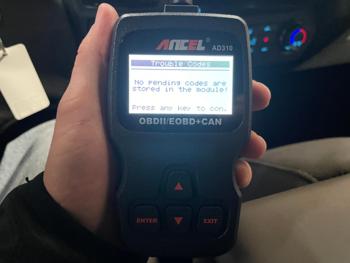 ANCEL
AD310
Trouble Codes
No pending codes are
stored in the module!
Press any key to con.
OBDII/EOBD+CAN
ENTER
EXIT